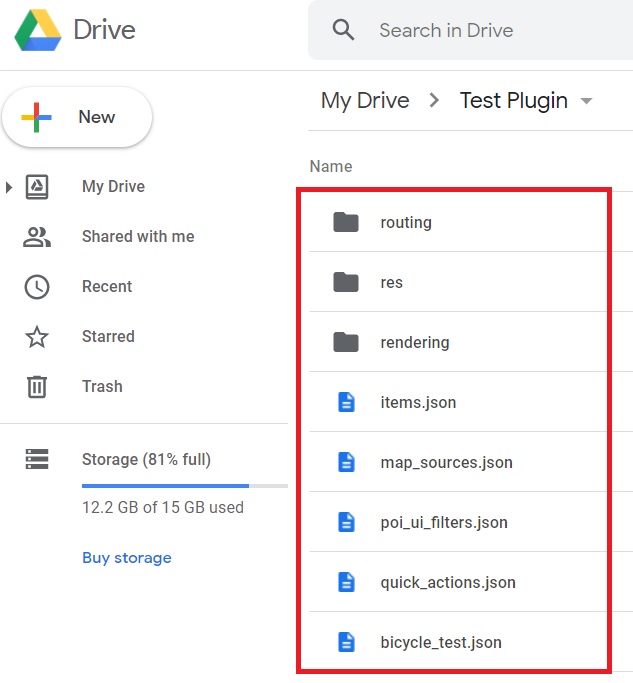 Drive
Search in Drive
My Drive > Test Plugin
New
Name
My Drive
Shared with me
Recent
Starred
Trash
Storage (81% full)
12.2 GB of 15 GB used
Buy storage
routing
res
rendering
items.json
map_sources.json
poi_ui_filters.json
quick_actions.json
bicycle_test.json